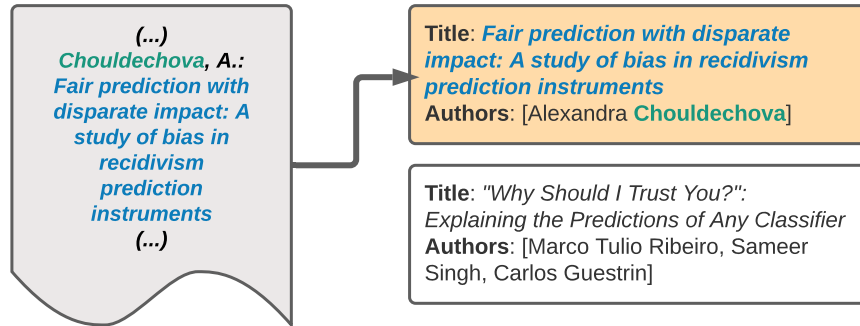 (...)
Chouldechova, A.:
Fair prediction with
disparate impact: A
study of bias in
recidivism
prediction
instruments
(...)
Title: Fair prediction with disparate
impact: A study of bias in recidivism
prediction instruments
Authors: [Alexandra Chouldechova]
Title: "Why Should I Trust You?":
Explaining the Predictions of Any Classifier
Authors: [Marco Tulio Ribeiro, Sameer
Singh, Carlos Guestrin]